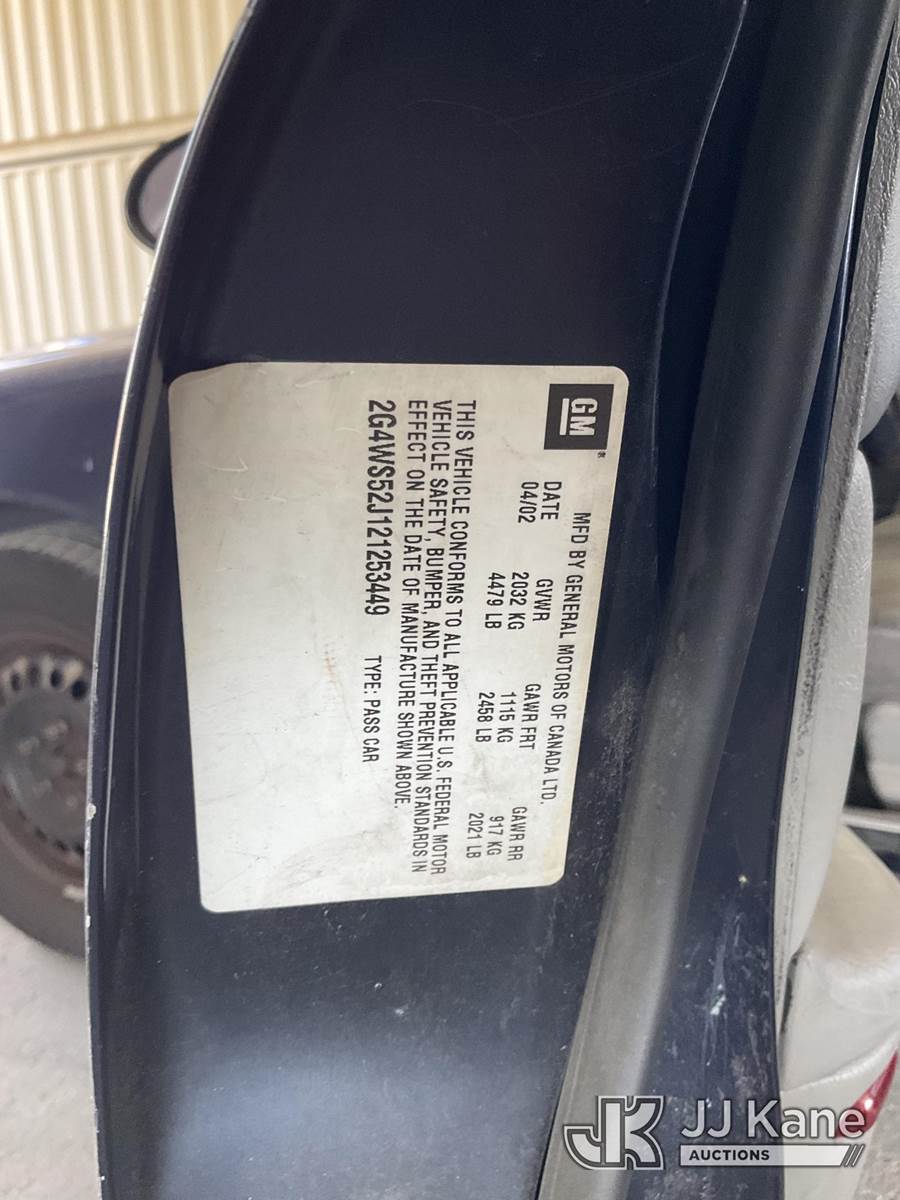 GM®
MFD BY GENERAL MOTORS OF CANADA LTD.
DATE GVWR GAWR FRT GAWR RR
04/02 2032 KG 1115 KG 917 KG
4479 LB 2458 LB 2021 LB
THIS VEHICLE CONFORMS TO ALL APPLICABLE U.S. FEDERAL MOTOR
VEHICLE SAFETY, BUMPER, AND THEFT PREVENTION STANDARDS IN
EFFECT ON THE DATE OF MANUFACTURE SHOWN ABOVE.
2G4WS52J121253449 TYPE: PASS CAR
JK JJ Kane
AUCTIONS